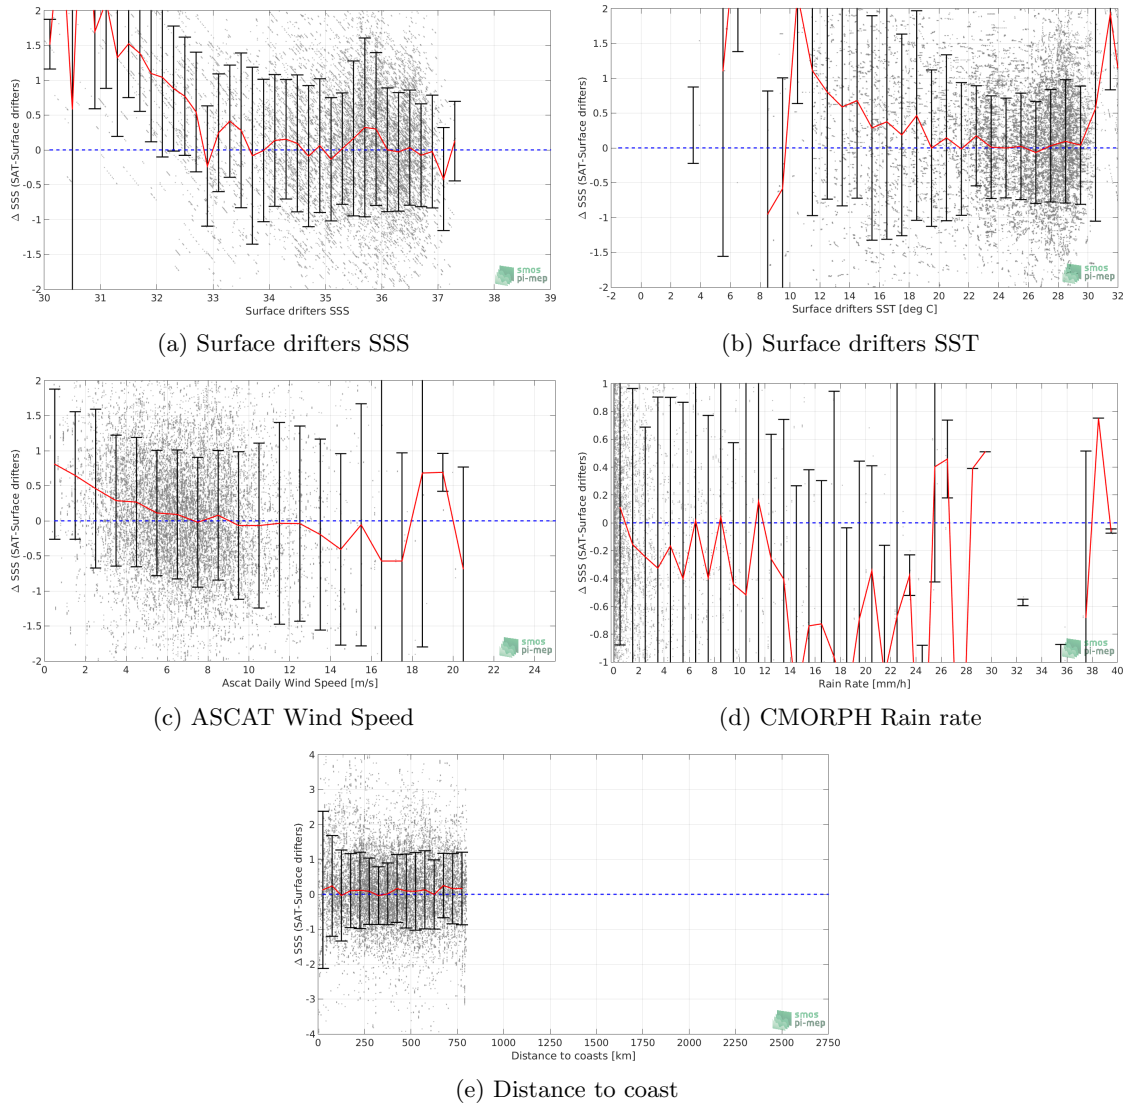 2
1.5
1
0.5
0
-0.5
-1
-1.5
-2
Δ SSS (SAT-Surface drifters)
30 31 32 33 34 35 36 37 38 39
Surface drifters SSS
smos
pi-mep
(a) Surface drifters SSS
2
1.5
1
0.5
0
-0.5
-1
-1.5
-2
Δ SSS (SAT-Surface drifters)
-2 0 2 4 6 8 10 12 14 16 18 20 22 24 26 28 30 32
Surface drifters SST [deg C]
smos
pi-mep
(b) Surface drifters SST
2
1.5
1
0.5
0
-0.5
-1
-1.5
-2
Δ SSS (SAT-Surface drifters)
0 2 4 6 8 10 12 14 16 18 20 22 24
Ascat Daily Wind Speed [m/s]
smos
pi-mep
(c) ASCAT Wind Speed
1
0.8
0.6
0.4
0.2
0
-0.2
-0.4
-0.6
-0.8
-1
Δ SSS (SAT-Surface drifters)
0 2 4 6 8 10 12 14 16 18 20 22 24 26 28 30 32 34 36 38 40
Rain Rate [mm/h]
smos
pi-mep
(d) CMORPH Rain rate
4
3
2
1
0
-1
-2
-3
-4
Δ SSS (SAT-Surface drifters)
0 250 500 750 1000 1250 1500 1750 2000 2250 2500 2750
Distance to coasts [km]
smos
pi-mep
(e) Distance to coast